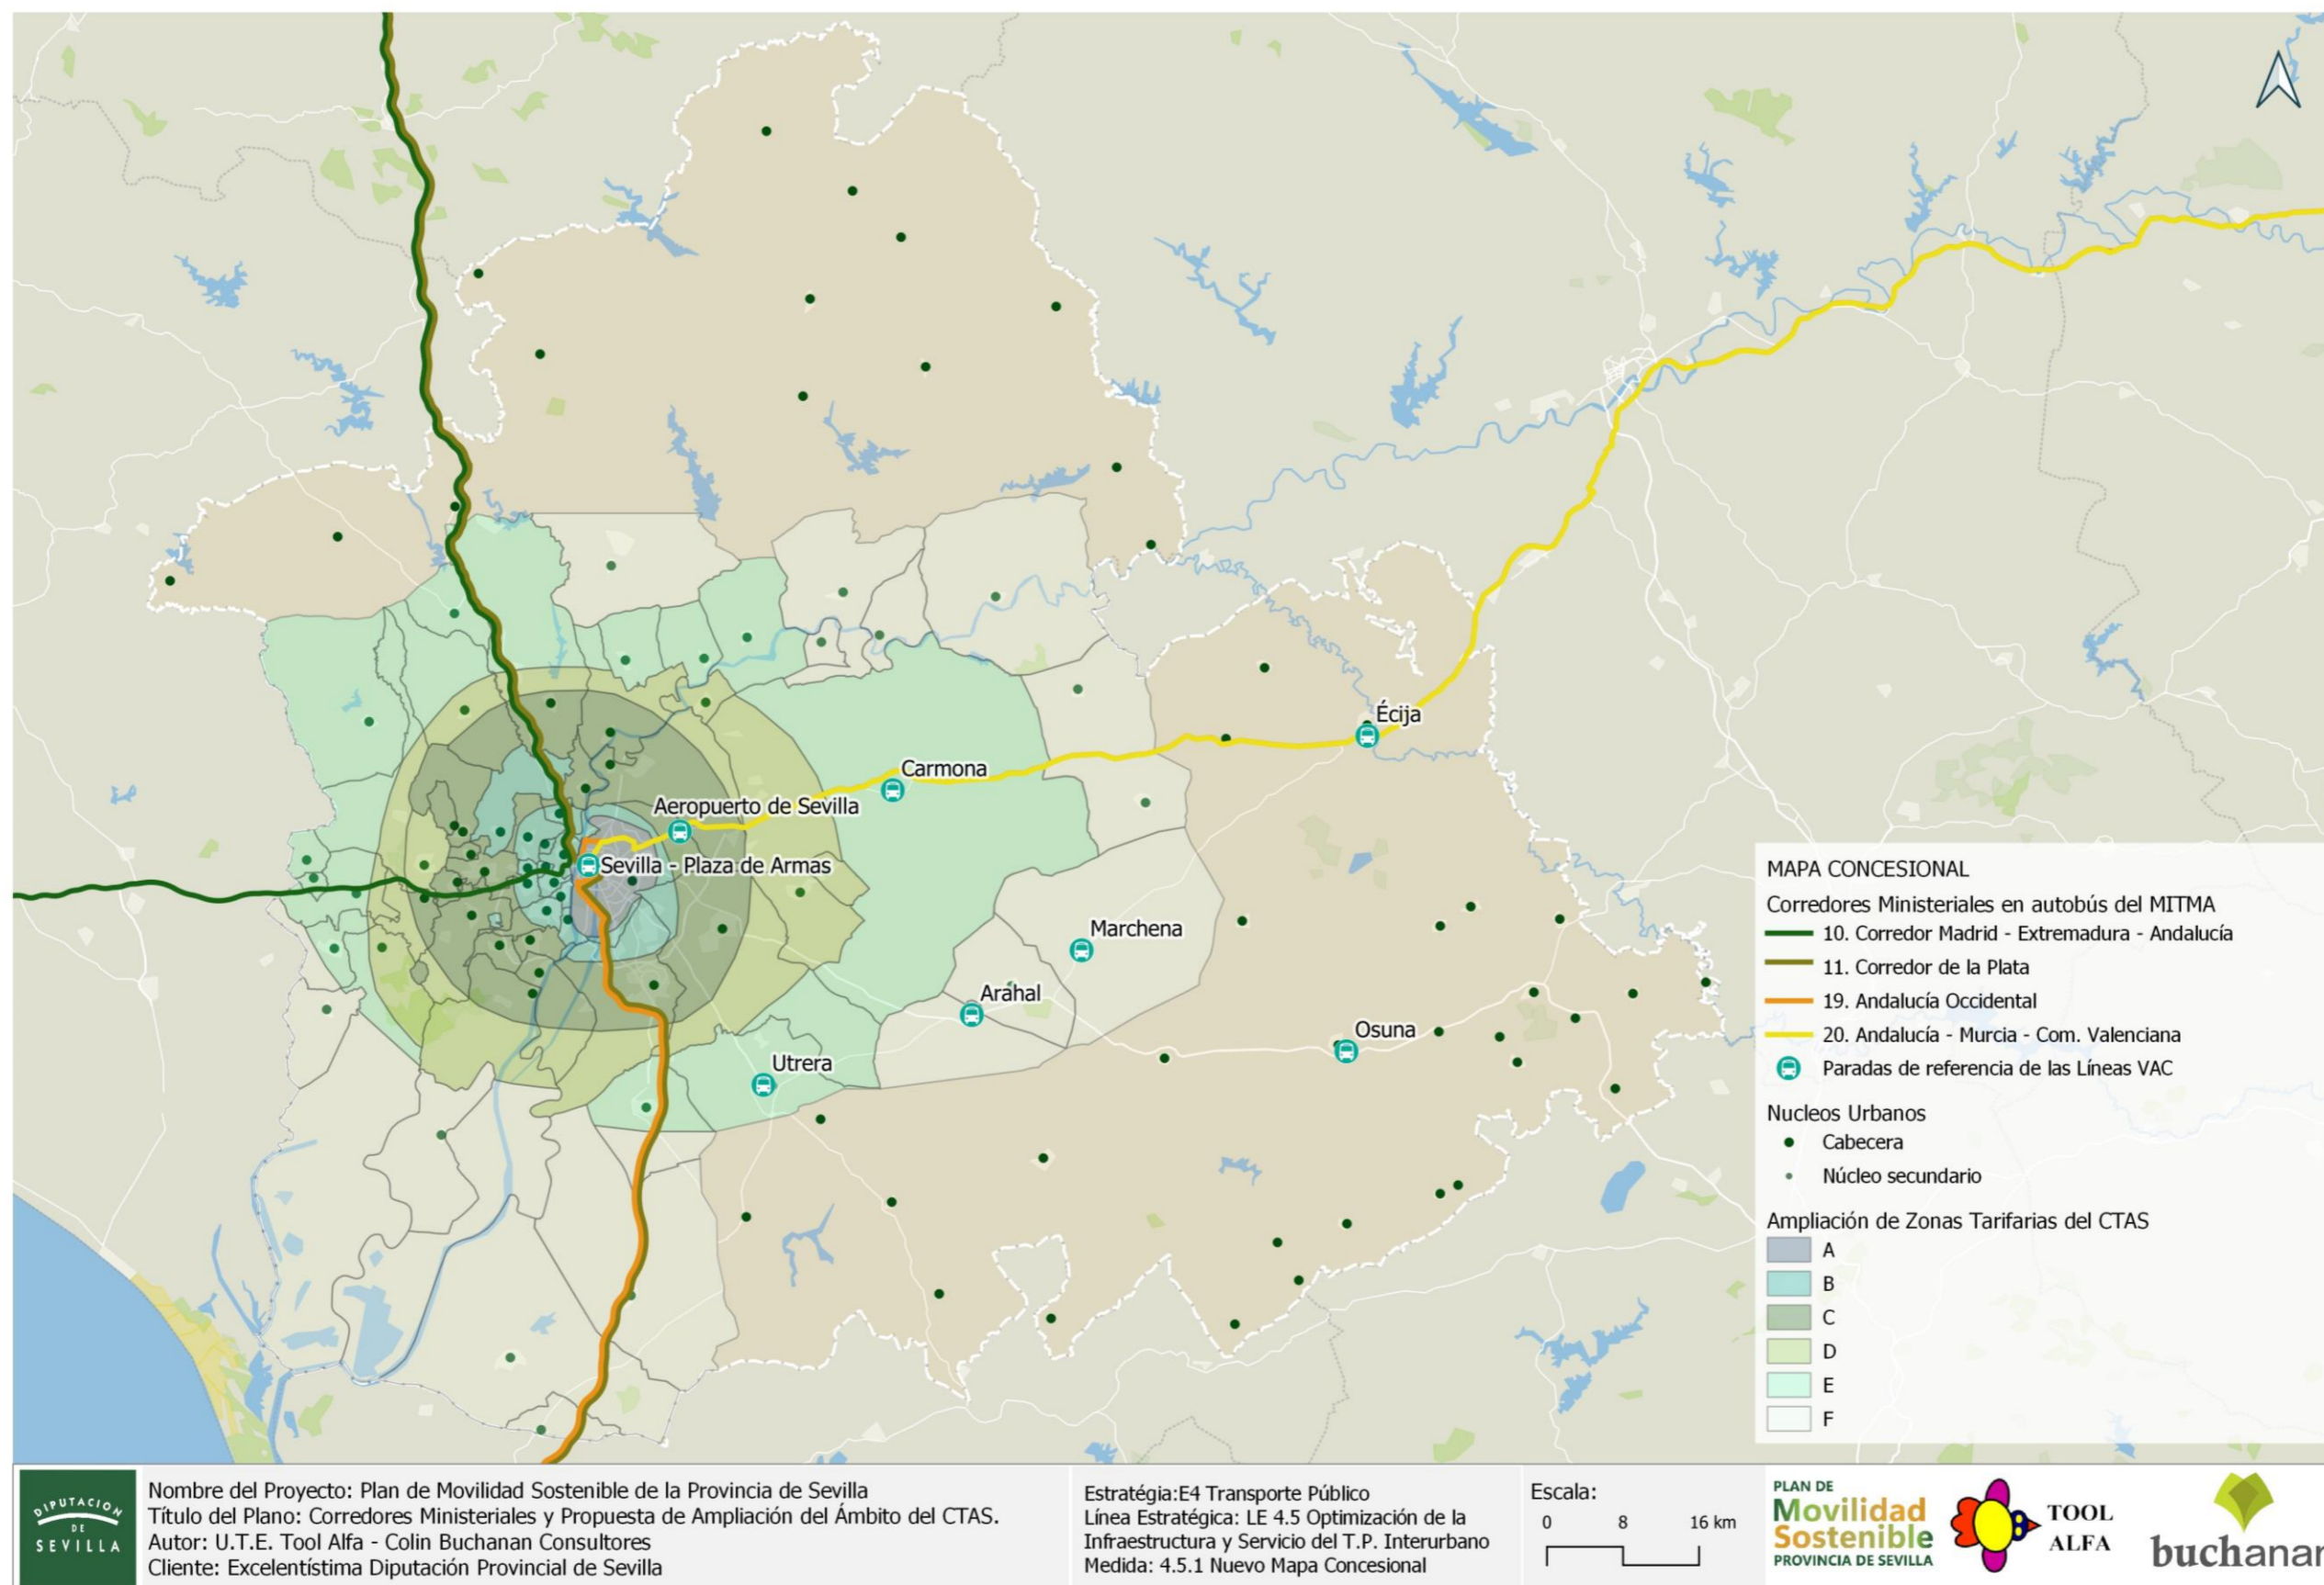 Écija
Carmona
Aeropuerto de Sevilla
Sevilla - Plaza de Armas
Marchena
Arahal
Osuna
Utrera
MAPA CONCESIONAL
Corredores Ministeriales en autobús del MITMA
10. Corredor Madrid - Extremadura - Andalucía
11. Corredor de la Plata
19. Andalucía Occidental
20. Andalucía - Murcia - Com. Valenciana
Paradas de referencia de las Líneas VAC
Nucleos Urbanos
Cabecera
Núcleo secundario
Ampliación de Zonas Tarifarias del CTAS
A
B
C
D
E
F
DIPUTACION
DE
SEVILLA
Nombre del Proyecto: Plan de Movilidad Sostenible de la Provincia de Sevilla
Título del Plano: Corredores Ministeriales y Propuesta de Ampliación del Ámbito del CTAS.
Autor: U.T.E. Tool Alfa - Colin Buchanan Consultores
Cliente: Excelentístima Diputación Provincial de Sevilla
Estratégia:E4 Transporte Público
Línea Estratégica: LE 4.5 Optimización de la
Infraestructura y Servicio del T.P. Interurbano
Medida: 4.5.1 Nuevo Mapa Concesional
Escala:
0 8 16 km
PLAN DE
Movilidad
Sostenible
PROVINCIA DE SEVILLA
TOOL
ALFA
buchanan